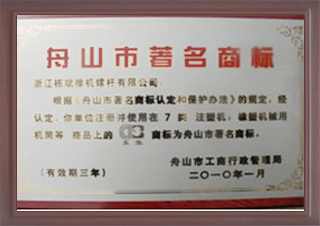 舟山市著名商标
浙江栋斌橡机螺杆有限公司：
根据《舟山市著名商标认定和保护办法》的规定，经
认定，你单位注册并使用在 7 类 注塑机；橡塑机械用
机筒等 商品上的 商标为舟山市著名商标。
舟山市工商行政管理局
（有效期三年） 二〇一〇年一月